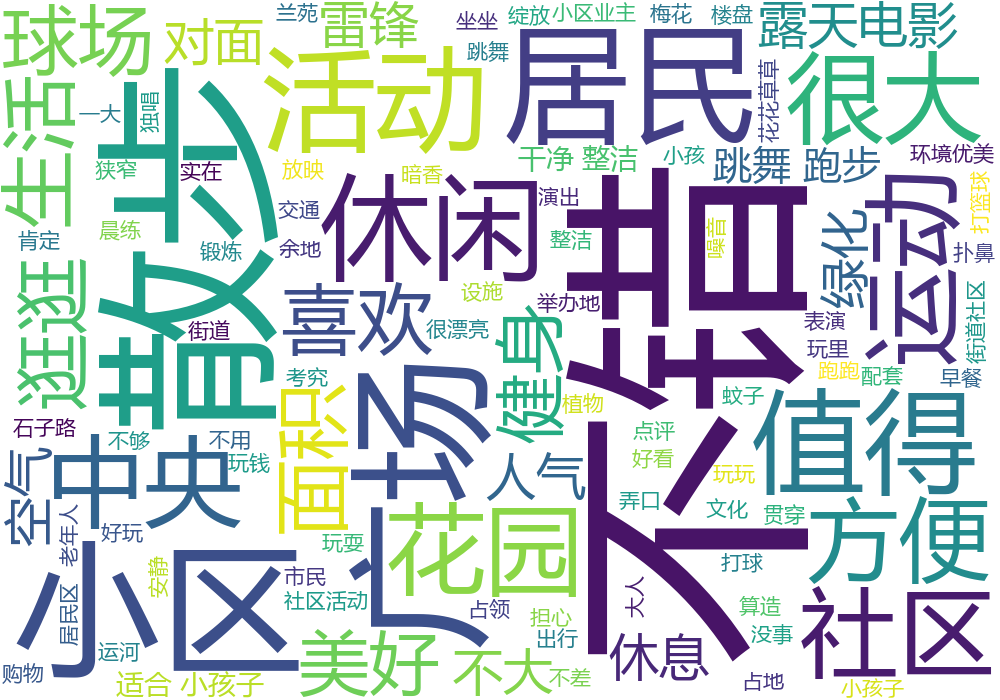 球场
对面
兰苑
雷锋
坐坐
跳舞
绽放
小区业主
梅花
楼盘
露天电影
生活
一大
独唱
散步
活动
居民
花花草草
很大
狭窄
实在
放映
暗香
干净
整洁
小孩
跳舞
跑步
环境优美
晨练
锻炼
交通
余地
休闲
演出
整洁
不错
噪音
绿化
运动
打篮球
扑鼻
肯定
逛逛
街道
喜欢
很漂亮
设施
举办地
健身
表演
玩里
跑跑
配套
早餐
街道社区
考究
石子路
不够
不用
玩钱
面积
广场
植物
点评
好看
蚊子
玩玩
值得
空气
中央
人气
弄口
文化
贯穿
老年人
好玩
玩耍
花园
打球
方便
小区
安静
市民
社区活动
占领
担心
大人
算造
没事
社区
居民区
运河
出行
购物
适合
小孩子
美好
不大
不差
休息
占地
小孩子